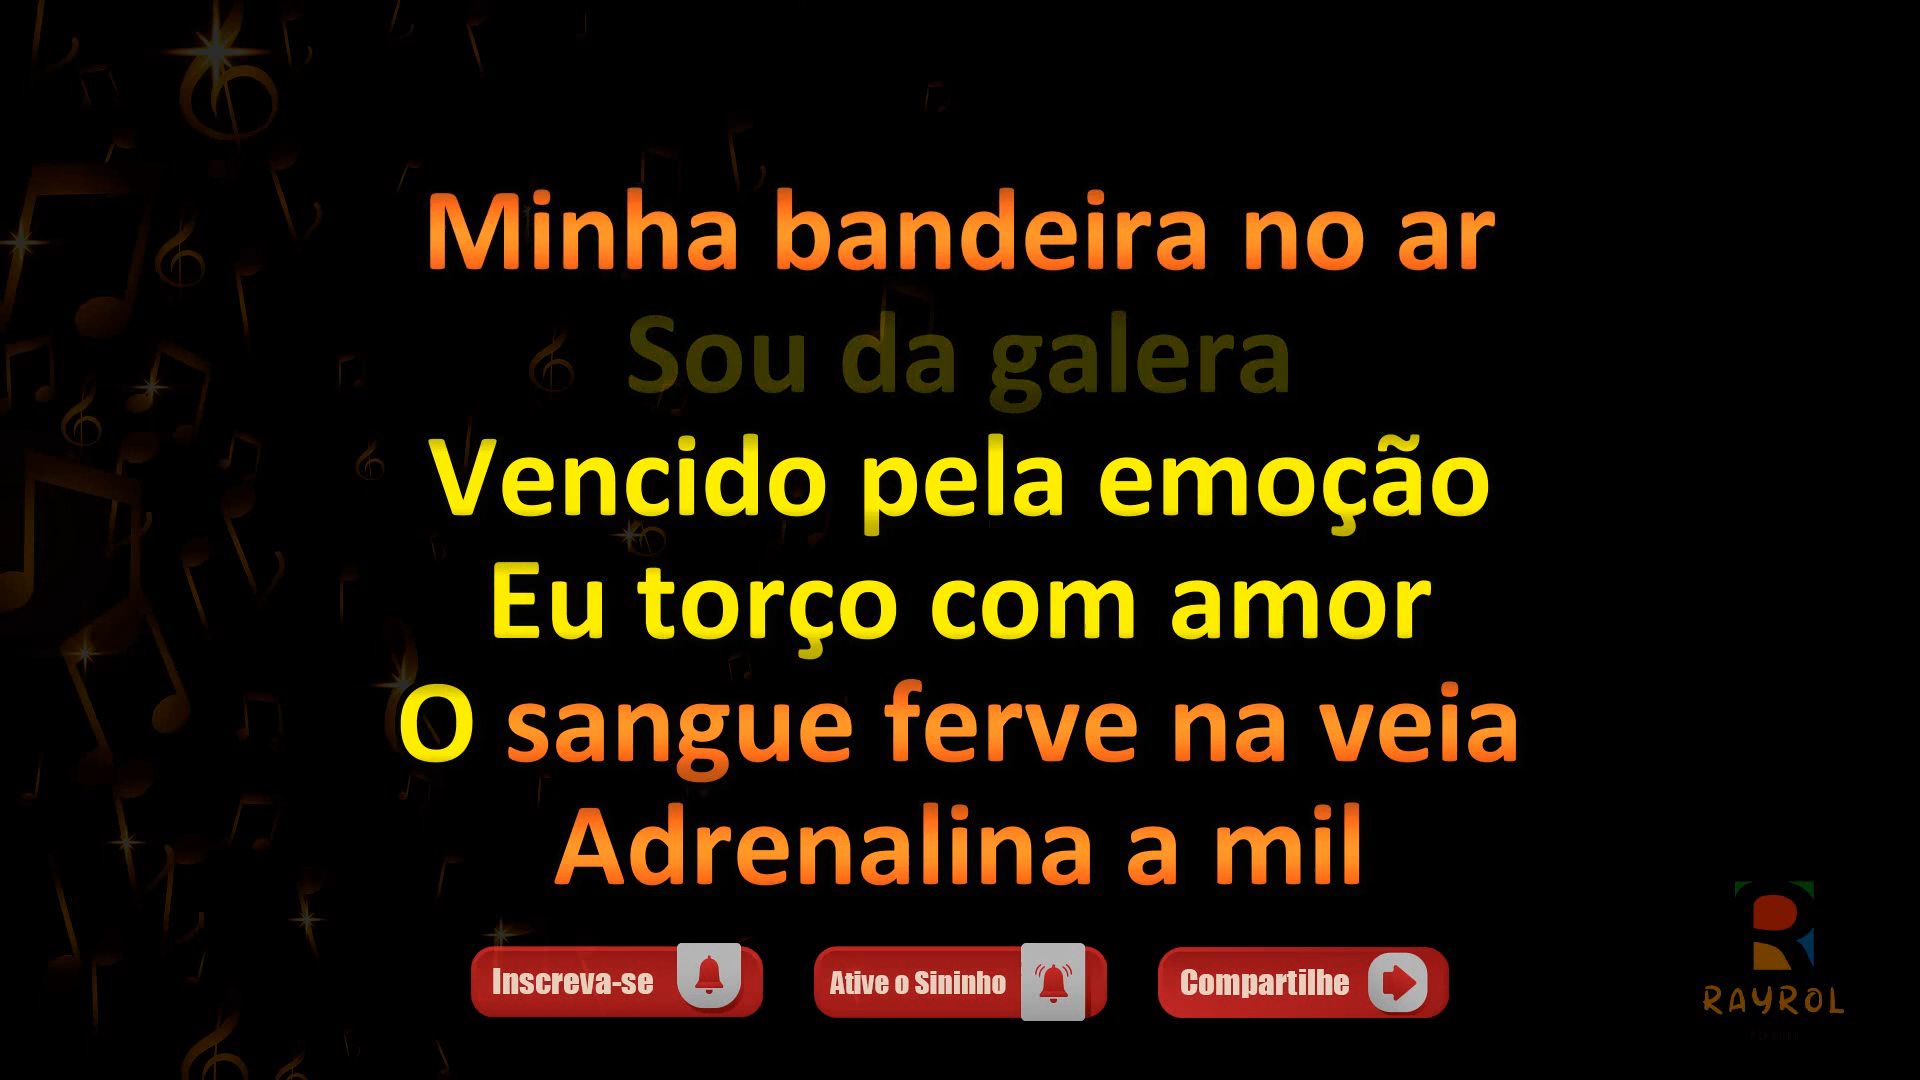 Minha bandeira no ar
Sou da galera
Vencido pela emoção
Eu torço com amor
O sangue ferve na veia
Adrenalina a mil
Inscreva-se
Ative o Sininho
Compartilhe
RAYROL